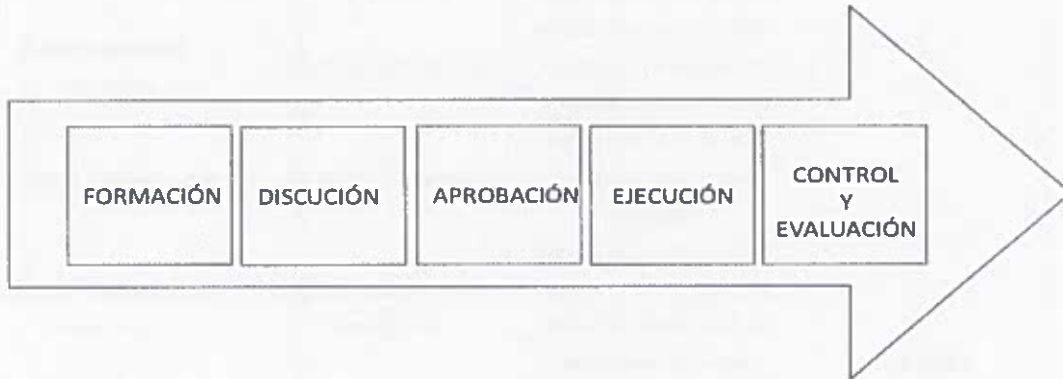 FORMACIÓN
DISCUCIÓN
APROBACIÓN
EJECUCIÓN
CONTROL
Y
EVALUACIÓN